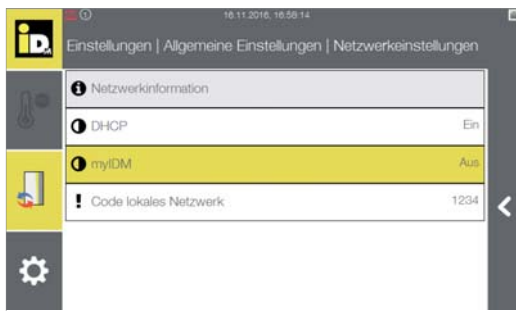 iD
16.11.2016, 16:58:14
Einstellungen | Allgemeine Einstellungen | Netzwerkeinstellungen
Netzwerkinformation
DHCP Ein
myIDM Aus
! Code lokales Netzwerk 1234